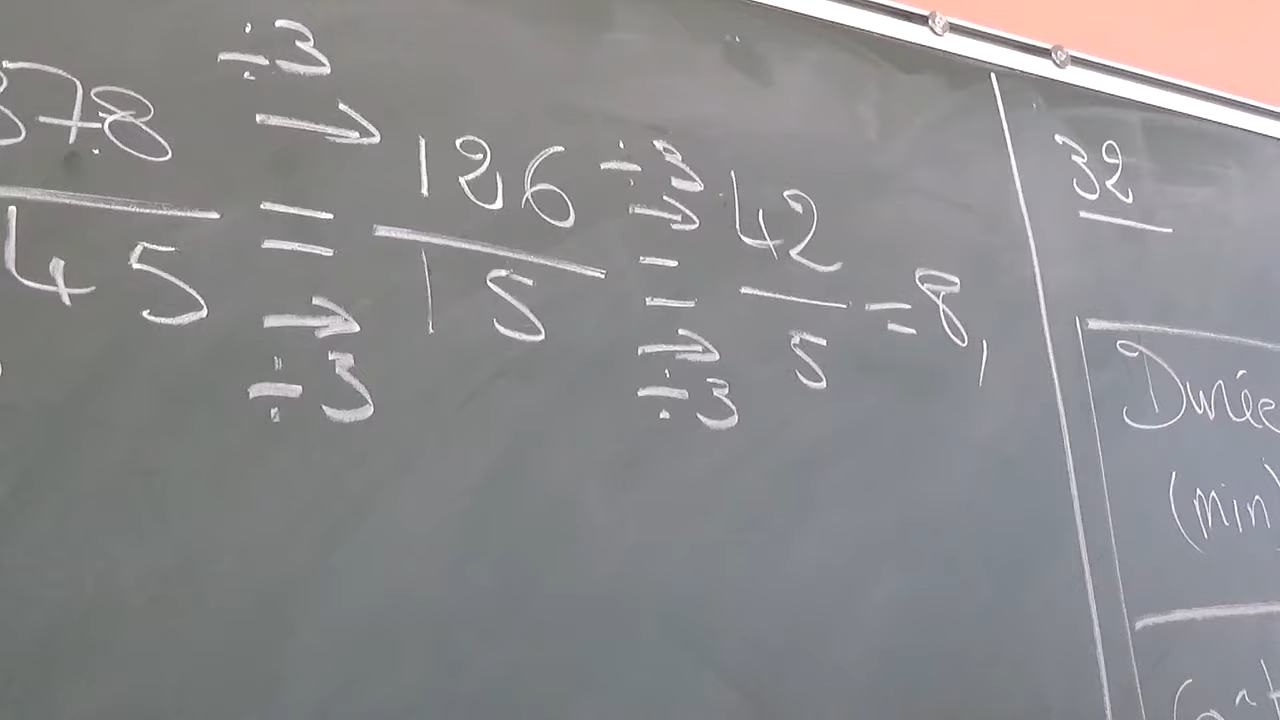 ÷3 ÷3
→ →
378/45 = 126/15 = 42/5 = 8,
→ →
÷3 ÷3
32
Durée
(min)